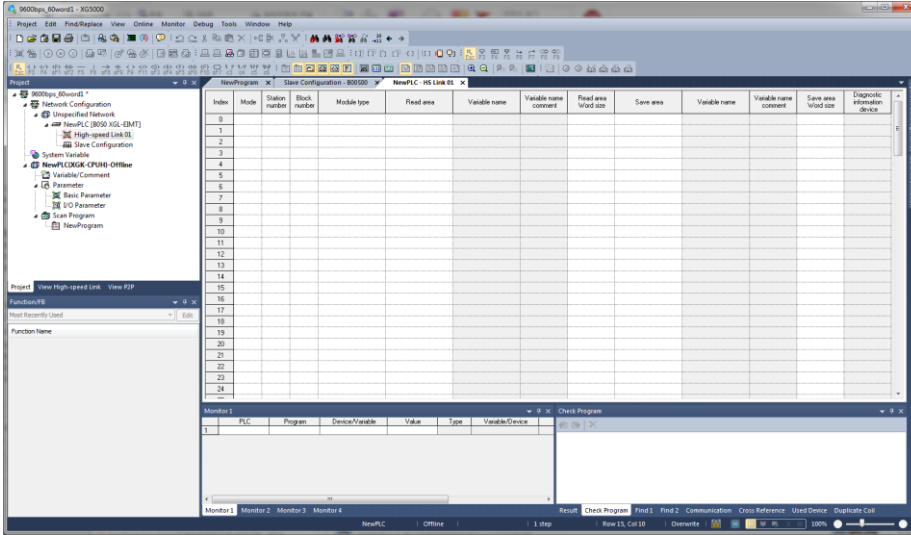 9600bps_60word1 - XG5000
Project Edit Find/Replace View Online Monitor Debug Tools Window Help
Project
9600bps_60word1 *
Network Configuration
Unspecified Network
NewPLC [B0S0 XGL-EIMT]
High-speed Link 01
Slave Configuration
System Variable
NewPLC(XGK-CPUH)-Offline
Variable/Comment
Parameter
Basic Parameter
I/O Parameter
Scan Program
NewProgram
Project View High-speed Link View P2P
Function/FB
Most Recently Used Edit
Function Name
NewProgram Slave Configuration - B00S00 NewPLC - HS Link 01
Index Mode Station number Block number Module type Read area Variable name Variable name comment Read area Word size Save area Variable name Variable name comment Save area Word size Diagnostic information device
0
1
2
3
4
5
6
7
8
9
10
11
12
13
14
15
16
17
18
19
20
21
22
23
24
Monitor 1
PLC Program Device/Variable Value Type Variable/Device
1
Monitor 1 Monitor 2 Monitor 3 Monitor 4
Check Program
Result Check Program Find 1 Find 2 Communication Cross Reference Used Device Duplicate Coil
NewPLC Offline 1 step Row 15, Col 10 Overwrite 100%